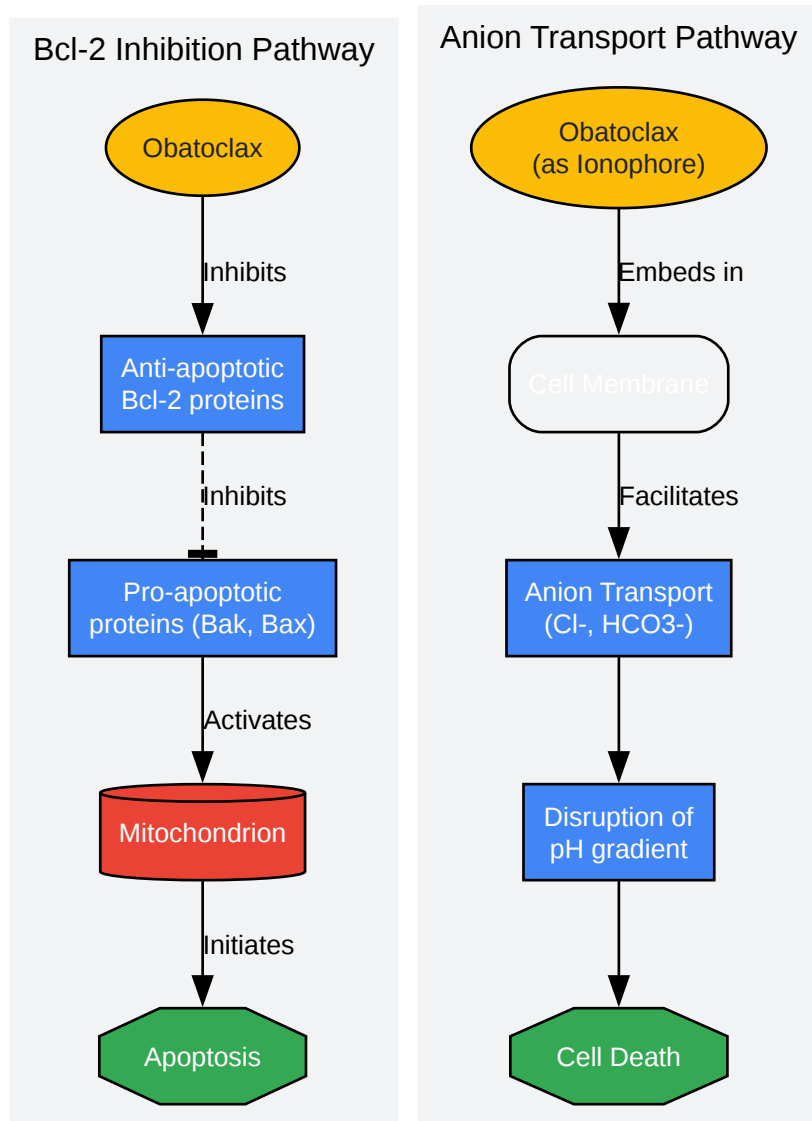 Bcl-2 Inhibition Pathway
Obatoclax
Inhibits
Anti-apoptotic
Bcl-2 proteins
Inhibits
Pro-apoptotic
proteins (Bak, Bax)
Activates
Mitochondrion
Initiates
Apoptosis
Anion Transport Pathway
Obatoclax
(as Ionophore)
Embeds in
Cell Membrane
Facilitates
Anion Transport
(Cl-, HCO3-)
Disruption of
pH gradient
Cell Death